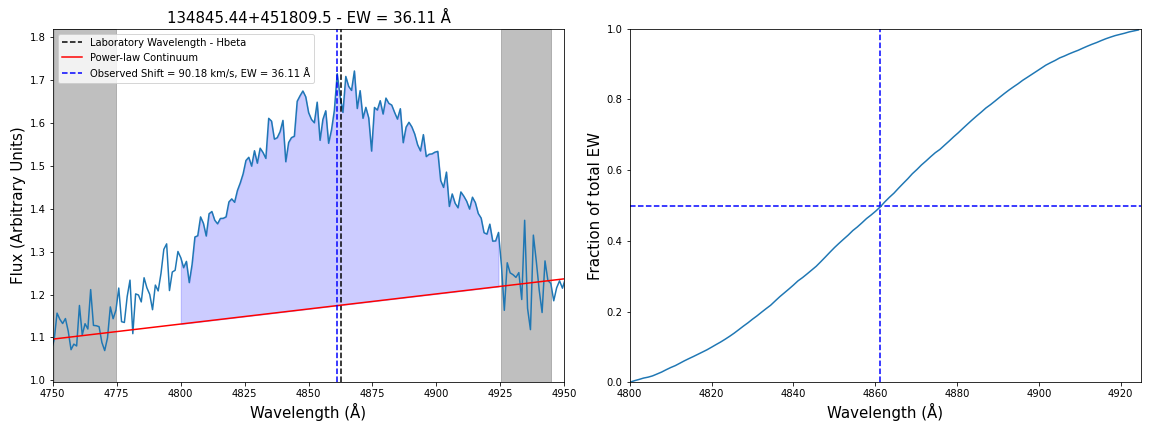 134845.44+451809.5 - EW = 36.11 Å
Laboratory Wavelength - Hbeta
Power-law Continuum
Observed Shift = 90.18 km/s, EW = 36.11 Å
Flux (Arbitrary Units)
1.8
1.7
1.6
1.5
1.4
1.3
1.2
1.1
1.0
4750 4775 4800 4825 4850 4875 4900 4925 4950
Wavelength (Å)
Fraction of total EW
1.0
0.8
0.6
0.4
0.2
0.0
4800 4820 4840 4860 4880 4900 4920
Wavelength (Å)